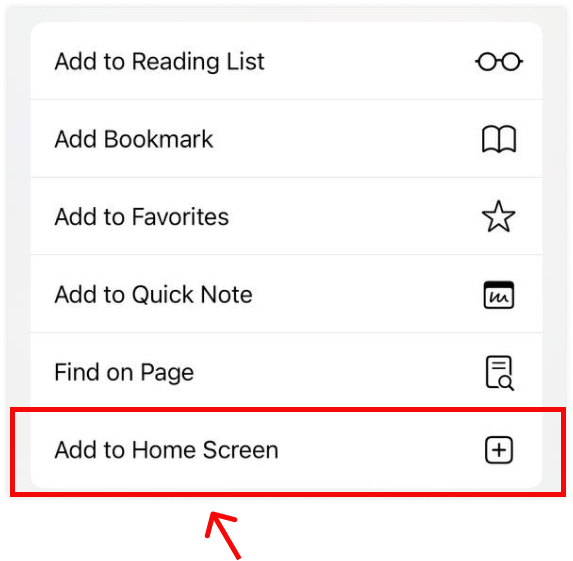 Add to Reading List
Add Bookmark
Add to Favorites
Add to Quick Note
Find on Page
Add to Home Screen